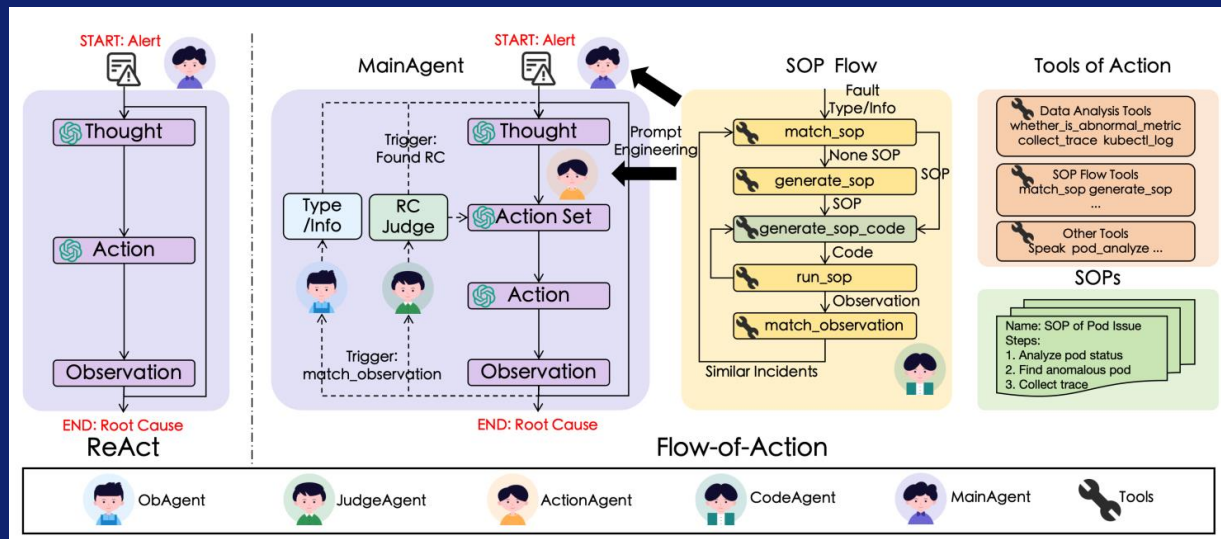 START: Alert
Thought
Action
Observation
END: Root Cause
ReAct
MainAgent
START: Alert
Trigger:
Found RC
Thought
Type
/Info
RC
Judge
Action Set
Action
Trigger:
match_observation
Observation
END: Root Cause
Prompt
Engineering
SOP Flow
Fault
Type/Info
match_sop
None SOP
SOP
generate_sop
SOP
generate_sop_code
Code
run_sop
Observation
match_observation
Similar Incidents
Flow-of-Action
Tools of Action
Data Analysis Tools
whether_is_abnormal_metric
collect_trace kubectl_log
SOP Flow Tools
match_sop generate_sop
...
Other Tools
Speak pod_analyze ...
SOPs
Name: SOP of Pod Issue
Steps:
1. Analyze pod status
2. Find anomalous pod
3. Collect trace
ObAgent
JudgeAgent
ActionAgent
CodeAgent
MainAgent
Tools